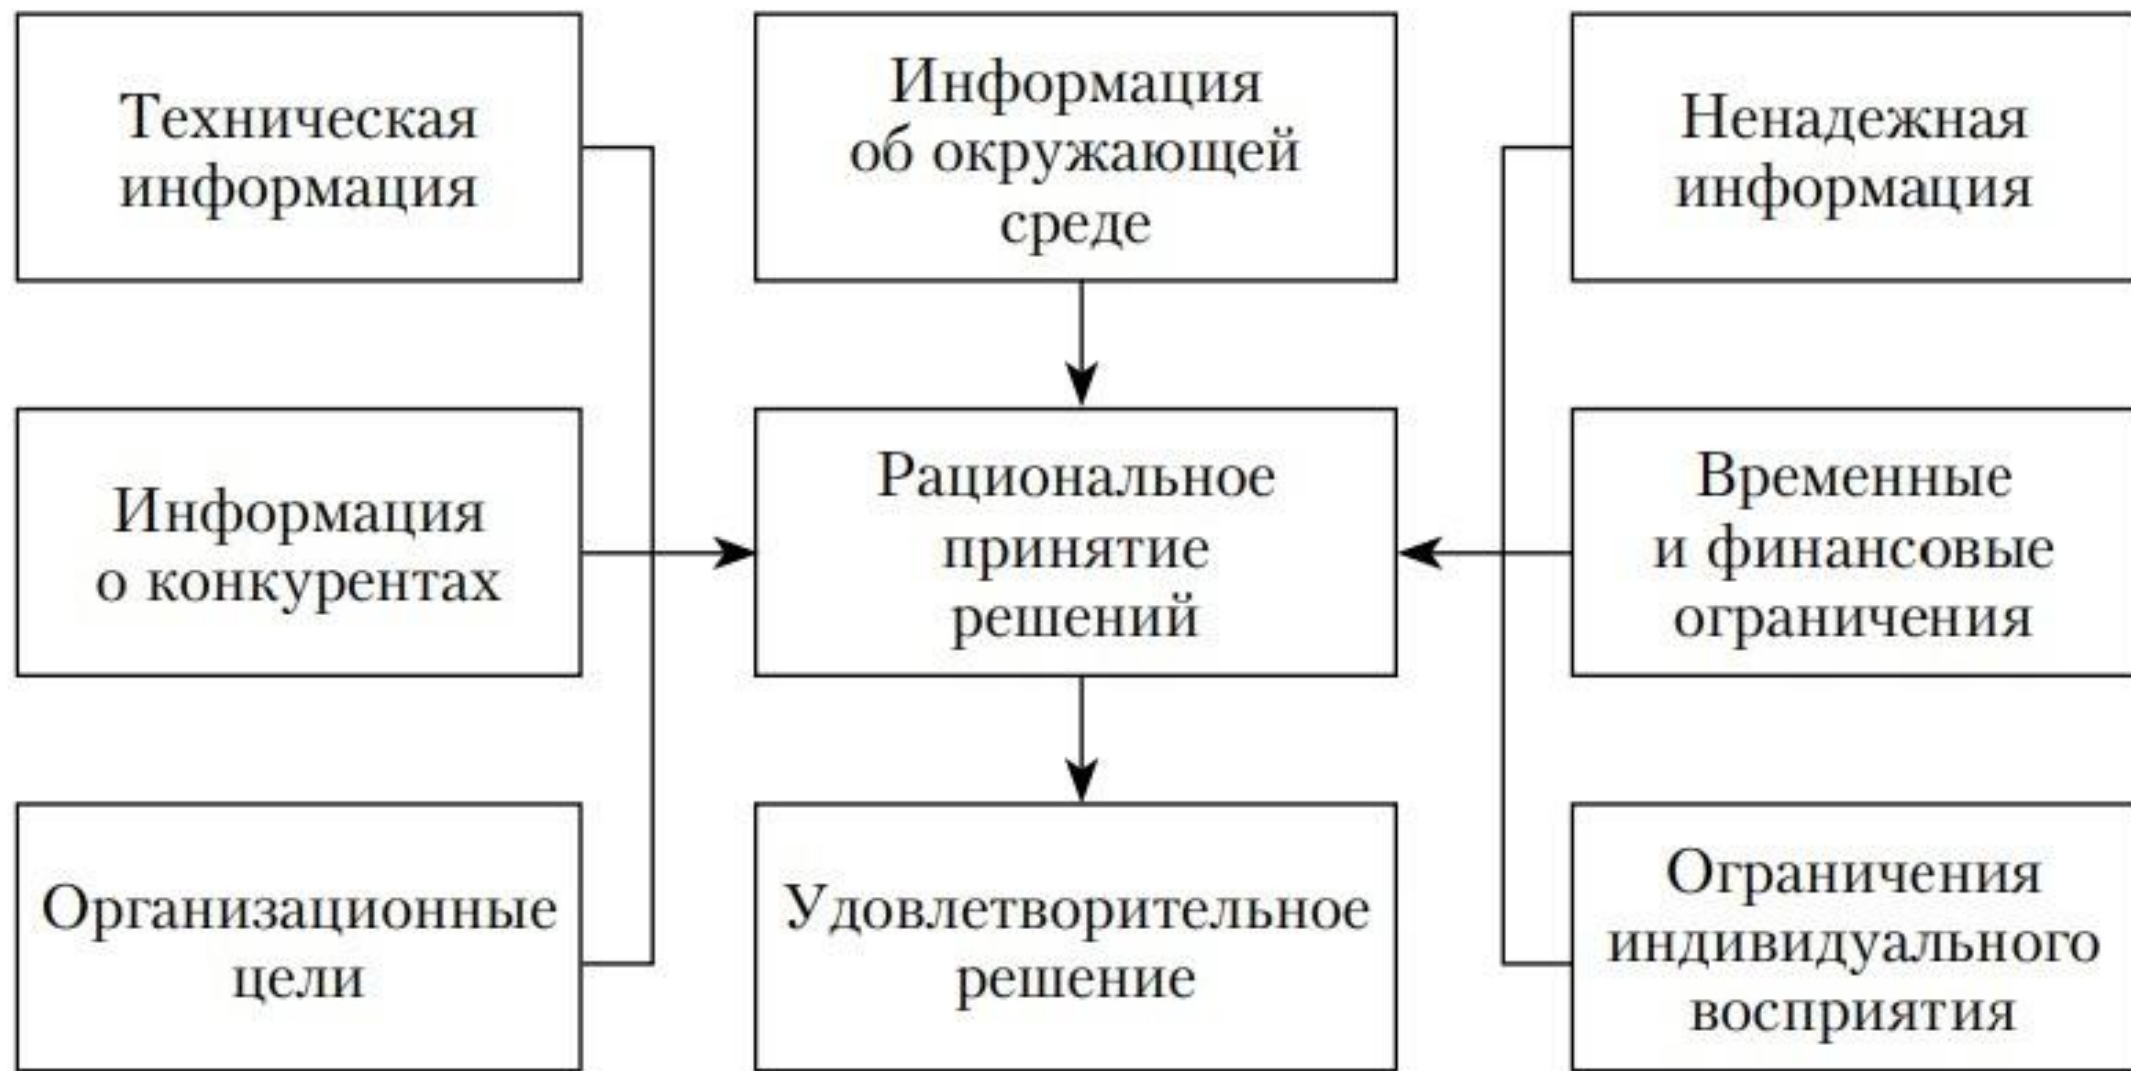 Техническая
информация
Информация
об окружающей
среде
Ненадежная
информация
Информация
о конкурентах
Рациональное
принятие
решений
Временные
и финансовые
ограничения
Организационные
цели
Удовлетворительное
решение
Ограничения
индивидуального
восприятия